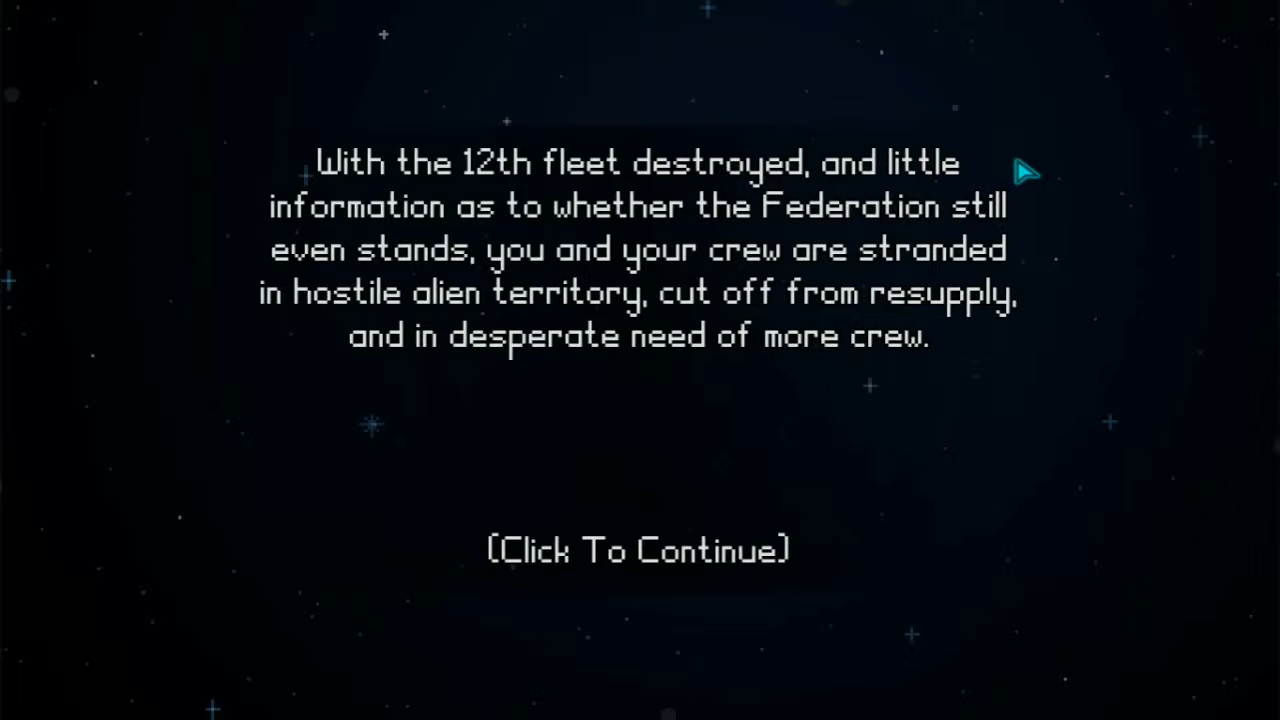 With the 12th fleet destroyed, and little
information as to whether the Federation still
even stands, you and your crew are stranded
in hostile alien territory, cut off from resupply,
and in desperate need of more crew.
(Click To Continue)